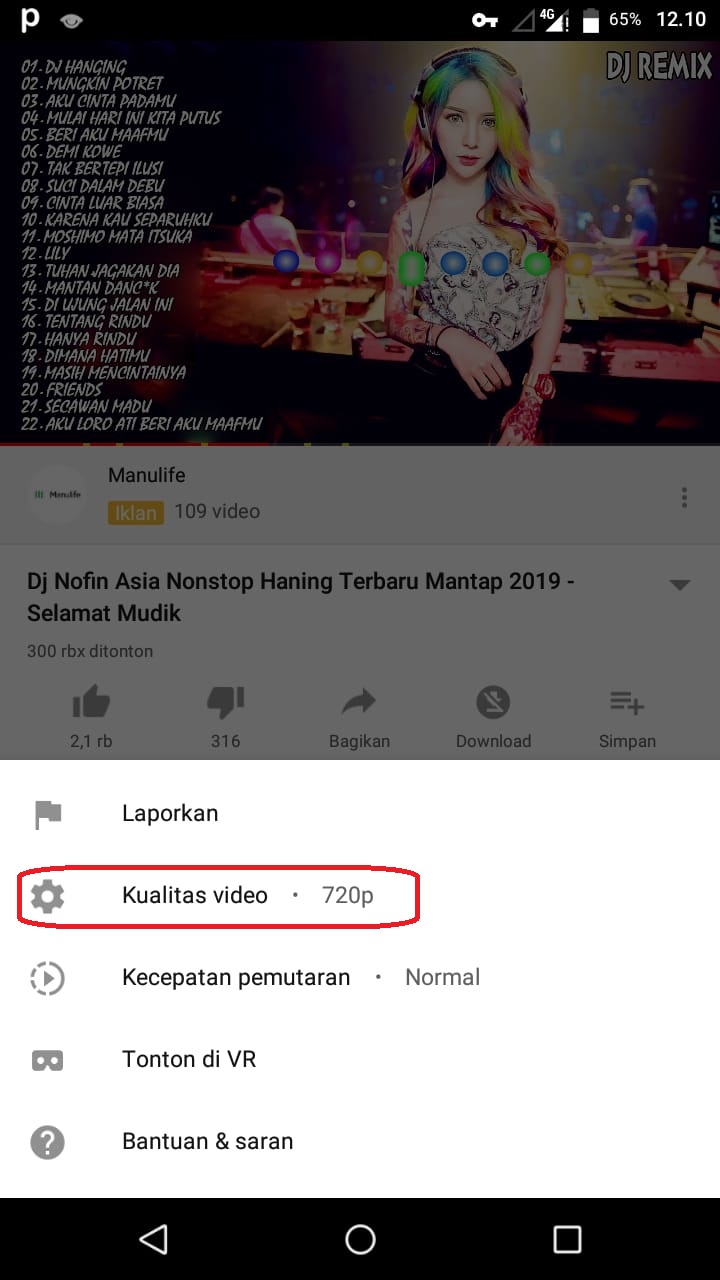 p
4G
65%
12.10
DJ REMIX
01 - DJ HANGING
02 - MUNGKIN POTRET
03 - AKU CINTA PADAMU
04 - MULAI HARI INI KITA PUTUS
05 - BERI AKU MAAFMU
06 - DEMI KOWE
07 - TAK BERTEPI ILUSI
08 - SUCI DALAM DEBU
09 - CINTA LUAR BIASA
10 - KARENA KAU SEPARUHKU
11 - MOSHIMO MATA ITSUKA
12 - LILY
13 - TUHAN JAGAKAN DIA
14 - MANTAN DANC*K
15 - DI UJUNG JALAN INI
16 - TENTANG RINDU
17 - HANYA RINDU
18 - DIMANA HATIMU
19 - MASIH MENCINTAINYA
20 - FRIENDS
21 - SECAWAN MADU
22 - AKU LORO ATI BERI AKU MAAFMU
Manulife
Manulife
Iklan 109 video
Dj Nofin Asia Nonstop Haning Terbaru Mantap 2019 -
Selamat Mudik
300 rbx ditonton
2,1 rb
316
Bagikan
Download
Simpan
Laporkan
Kualitas video • 720p
Kecepatan pemutaran • Normal
Tonton di VR
Bantuan & saran